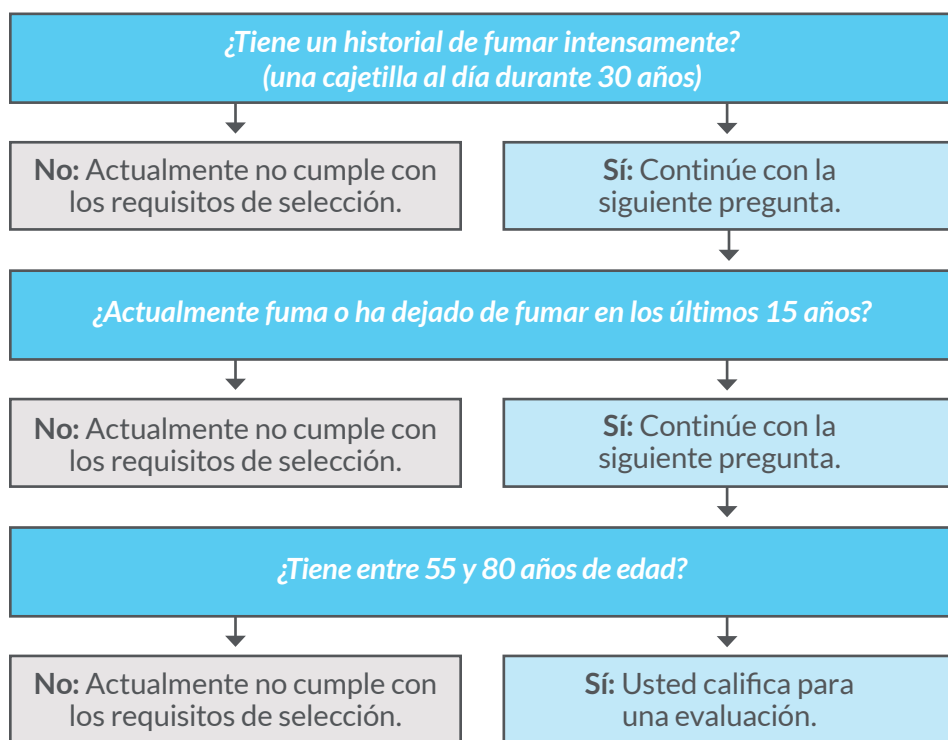 ¿Tiene un historial de fumar intensamente?
(una cajetilla al día durante 30 años)
No: Actualmente no cumple con
los requisitos de selección.
Sí: Continúe con la
siguiente pregunta.
¿Actualmente fuma o ha dejado de fumar en los últimos 15 años?
No: Actualmente no cumple con
los requisitos de selección.
Sí: Continúe con la
siguiente pregunta.
¿Tiene entre 55 y 80 años de edad?
No: Actualmente no cumple con
los requisitos de selección.
Sí: Usted califica para
una evaluación.